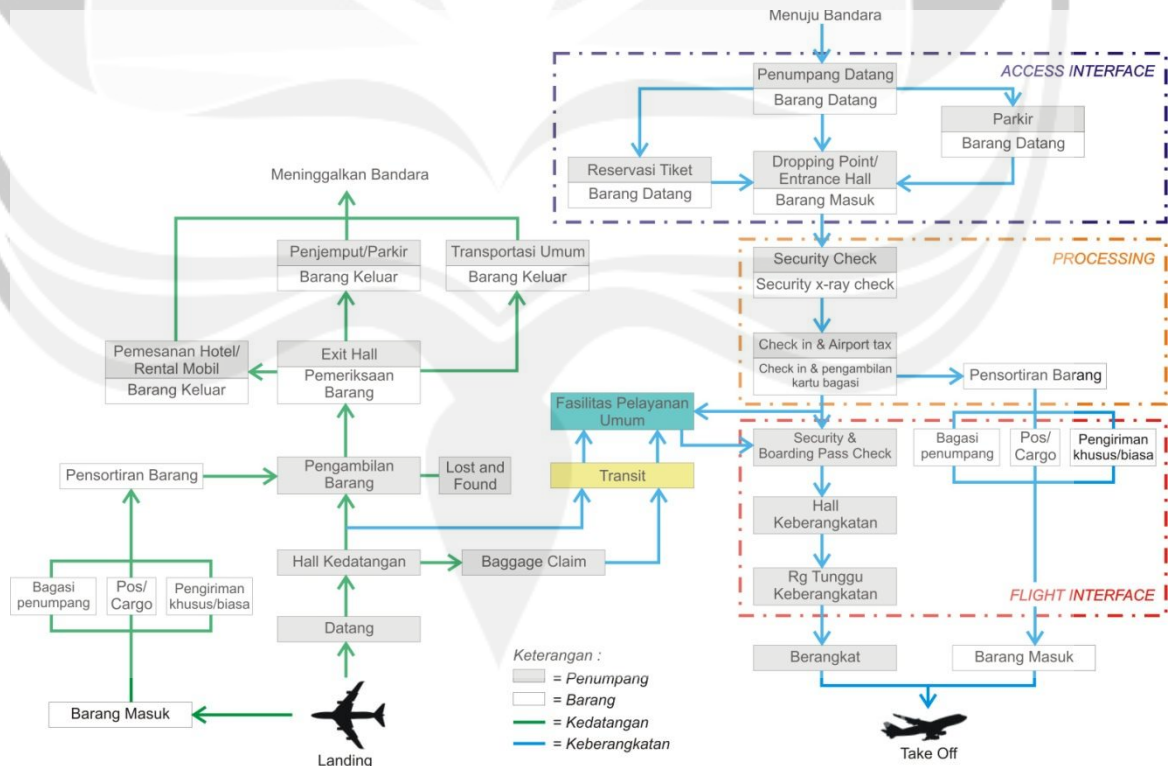 Menuju Bandara
ACCESS INTERFACE
Penumpang Datang
Barang Datang
Parkir
Barang Datang
Reservasi Tiket
Barang Datang
Dropping Point/
Entrance Hall
Barang Masuk
Meninggalkan Bandara
Penjemput/Parkir
Barang Keluar
Transportasi Umum
Barang Keluar
PROCESSING
Security Check
Security x-ray check
Pemesanan Hotel/
Rental Mobil
Barang Keluar
Exit Hall
Pemeriksaan
Barang
Check in & Airport tax
Check in & pengambilan
kartu bagasi
Pensortiran Barang
Fasilitas Pelayanan
Umum
Security &
Boarding Pass Check
Bagasi
penumpang
Pos/
Cargo
Pengiriman
khusus/biasa
Pensortiran Barang
Pengambilan
Barang
Lost and
Found
Transit
Hall
Keberangkatan
Hall Kedatangan
Baggage Claim
Bagasi
penumpang
Pos/
Cargo
Pengiriman
khusus/biasa
Rg Tunggu
Keberangkatan
FLIGHT INTERFACE
Datang
Berangkat
Barang Masuk
Keterangan :
= Penumpang
= Barang
= Kedatangan
= Keberangkatan
Barang Masuk
Landing
Take Off